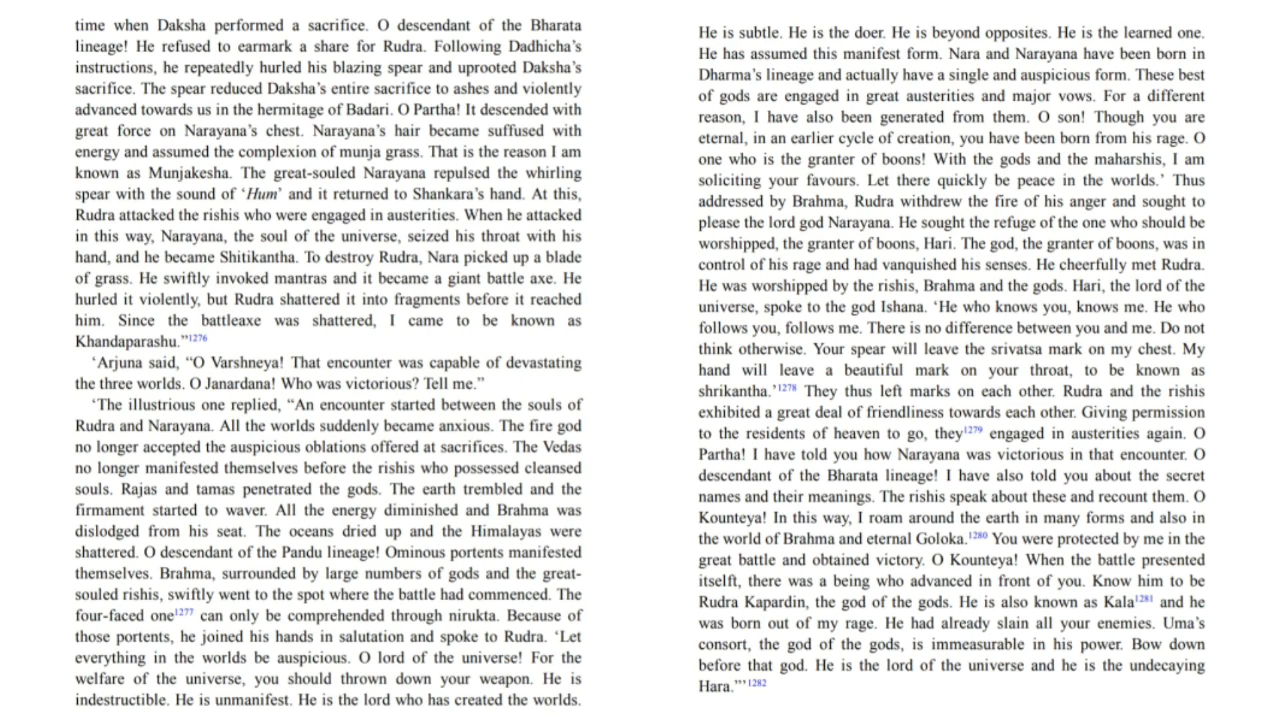 time when Daksha performed a sacrifice. O descendant of the Bharata
lineage! He refused to earmark a share for Rudra. Following Dadhicha's
instructions, he repeatedly hurled his blazing spear and uprooted Daksha's
sacrifice. The spear reduced Daksha's entire sacrifice to ashes and violently
advanced towards us in the hermitage of Badari. O Partha! It descended with
great force on Narayana's chest. Narayana's hair became suffused with
energy and assumed the complexion of munja grass. That is the reason I am
known as Munjakesha. The great-souled Narayana repulsed the whirling
spear with the sound of ‘Hum’ and it returned to Shankara's hand. At this,
Rudra attacked the rishis who were engaged in austerities. When he attacked
in this way, Narayana, the soul of the universe, seized his throat with his
hand, and he became Shitikantha. To destroy Rudra, Nara picked up a blade
of grass. He swiftly invoked mantras and it became a giant battle axe. He
hurled it violently, but Rudra shattered it into fragments before it reached
him. Since the battleaxe was shattered, I came to be known as
Khandaparashu.”1276
‘Arjuna said, “O Varshneya! That encounter was capable of devastating
the three worlds. O Janardana! Who was victorious? Tell me.”
‘The illustrious one replied, “An encounter started between the souls of
Rudra and Narayana. All the worlds suddenly became anxious. The fire god
no longer accepted the auspicious oblations offered at sacrifices. The Vedas
no longer manifested themselves before the rishis who possessed cleansed
souls. Rajas and tamas penetrated the gods. The earth trembled and the
firmament started to waver. All the energy diminished and Brahma was
dislodged from his seat. The oceans dried up and the Himalayas were
shattered. O descendant of the Pandu lineage! Ominous portents manifested
themselves. Brahma, surrounded by large numbers of gods and the great-
souled rishis, swiftly went to the spot where the battle had commenced. The
four-faced one1277 can only be comprehended through nirukta. Because of
those portents, he joined his hands in salutation and spoke to Rudra. ‘Let
everything in the worlds be auspicious. O lord of the universe! For the
welfare of the universe, you should thrown down your weapon. He is
indestructible. He is unmanifest. He is the lord who has created the worlds.
He is subtle. He is the doer. He is beyond opposites. He is the learned one.
He has assumed this manifest form. Nara and Narayana have been born in
Dharma's lineage and actually have a single and auspicious form. These best
of gods are engaged in great austerities and major vows. For a different
reason, I have also been generated from them. O son! Though you are
eternal, in an earlier cycle of creation, you have been born from his rage. O
one who is the granter of boons! With the gods and the maharshis, I am
soliciting your favours. Let there quickly be peace in the worlds.’ Thus
addressed by Brahma, Rudra withdrew the fire of his anger and sought to
please the lord god Narayana. He sought the refuge of the one who should be
worshipped, the granter of boons, Hari. The god, the granter of boons, was in
control of his rage and had vanquished his senses. He cheerfully met Rudra.
He was worshipped by the rishis, Brahma and the gods. Hari, the lord of the
universe, spoke to the god Ishana. ‘He who knows you, knows me. He who
follows you, follows me. There is no difference between you and me. Do not
think otherwise. Your spear will leave the srivatsa mark on my chest. My
hand will leave a beautiful mark on your throat, to be known as
shrikantha.’1278 They thus left marks on each other. Rudra and the rishis
exhibited a great deal of friendliness towards each other. Giving permission
to the residents of heaven to go, they1279 engaged in austerities again. O
Partha! I have told you how Narayana was victorious in that encounter. O
descendant of the Bharata lineage! I have also told you about the secret
names and their meanings. The rishis speak about these and recount them. O
Kounteya! In this way, I roam around the earth in many forms and also in
the world of Brahma and eternal Goloka.1280 You were protected by me in the
great battle and obtained victory. O Kounteya! When the battle presented
itselft, there was a being who advanced in front of you. Know him to be
Rudra Kapardin, the god of the gods. He is also known as Kala1281 and he
was born out of my rage. He had already slain all your enemies. Uma's
consort, the god of the gods, is immeasurable in his power. Bow down
before that god. He is the lord of the universe and he is the undecaying
Hara.”’1282